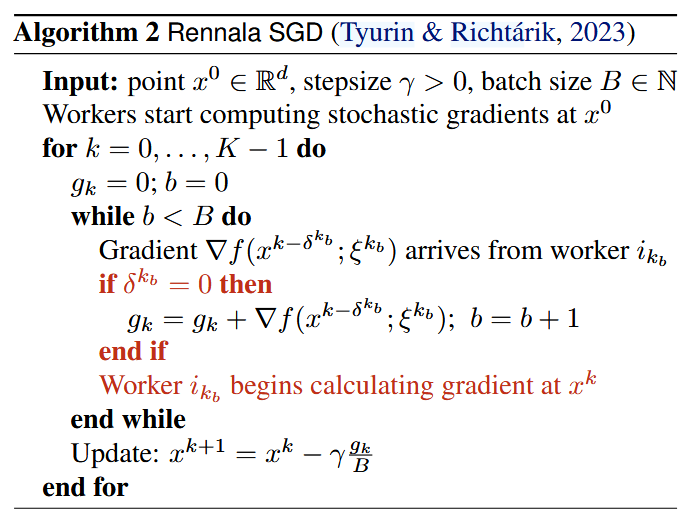 Algorithm 2 Rennala SGD (Tyurin & Richtárik, 2023)
Input: point $x^0 \in \mathbb{R}^d$, stepsize $\gamma > 0$, batch size $B \in \mathbb{N}$
Workers start computing stochastic gradients at $x^0$
for $k = 0, \ldots, K - 1$ do
$g_k = 0$; $b = 0$
while $b < B$ do
Gradient $\nabla f(x^{k-\delta^{k_b}}; \xi^{k_b})$ arrives from worker $i_{k_b}$
if $\delta^{k_b} = 0$ then
$g_k = g_k + \nabla f(x^{k-\delta^{k_b}}; \xi^{k_b})$; $b = b + 1$
end if
Worker $i_{k_b}$ begins calculating gradient at $x^k$
end while
Update: $x^{k+1} = x^k - \gamma \frac{g_k}{B}$
end for